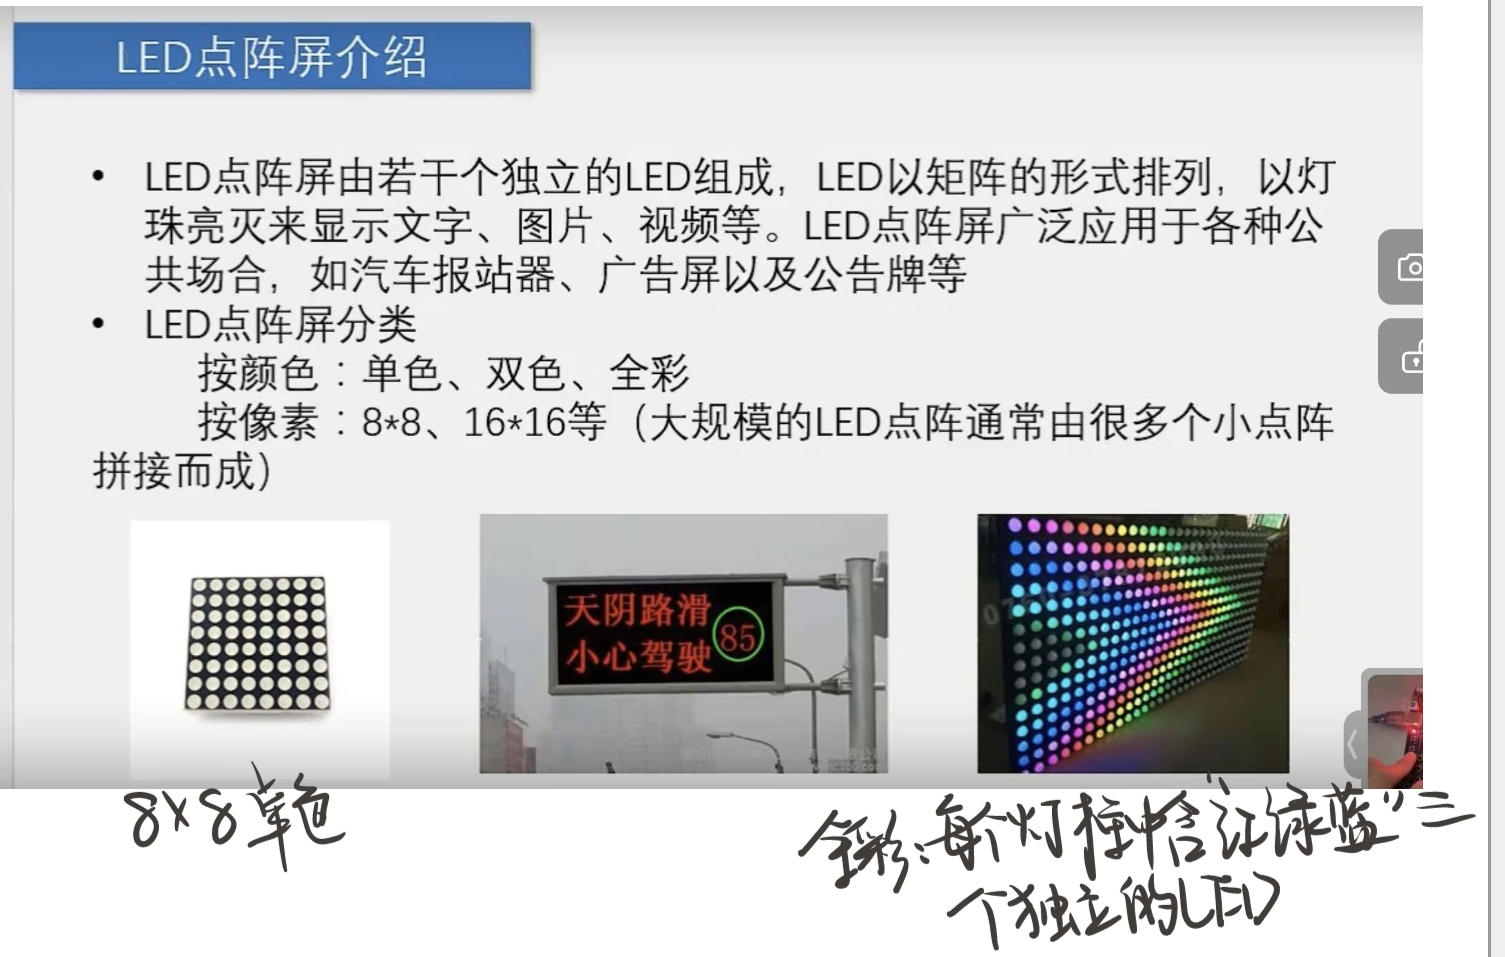 LED点阵屏介绍
• LED点阵屏由若干个独立的LED组成，LED以矩阵的形式排列，以灯
珠亮灭来显示文字、图片、视频等。LED点阵屏广泛应用于各种公
共场合，如汽车报站器、广告屏以及公告牌等
• LED点阵屏分类
按颜色：单色、双色、全彩
按像素：8*8、16*16等（大规模的LED点阵通常由很多个小点阵
拼接而成）
天阴路滑
小心驾驶
85
8×8单色
全彩：每个灯柱中含“红绿蓝”三
个独立的LED